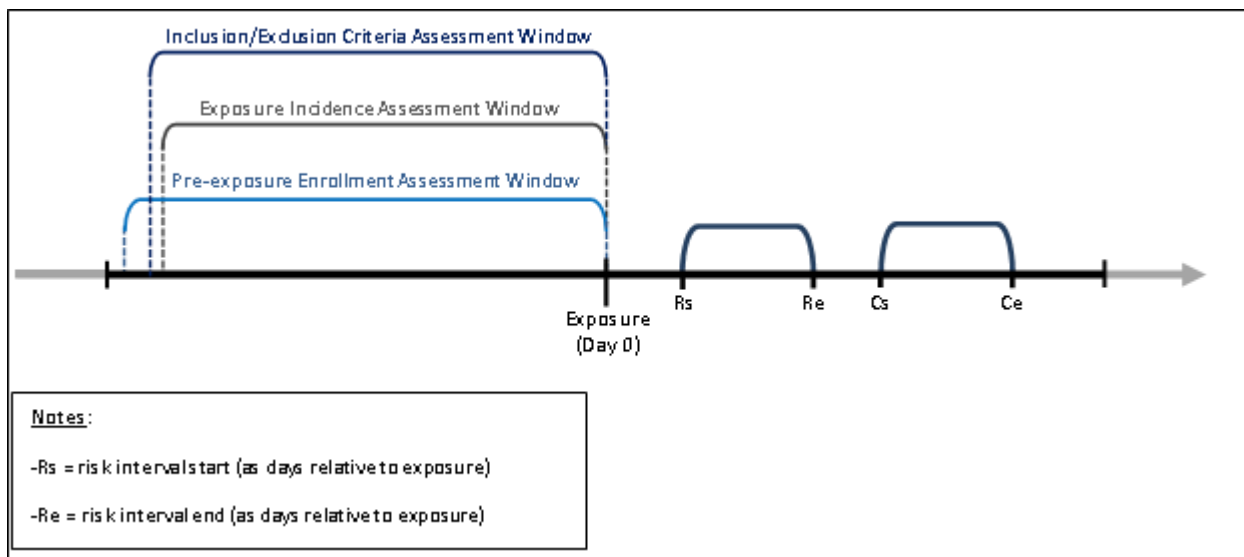 Inclusion/Exclusion Criteria Assessment Window
Exposure Incidence Assessment Window
Pre-exposure Enrollment Assessment Window
Rs Re Cs Ce
Exposure
(Day 0)
Notes:
-Rs = risk interval start (as days relative to exposure)
-Re = risk interval end (as days relative to exposure)